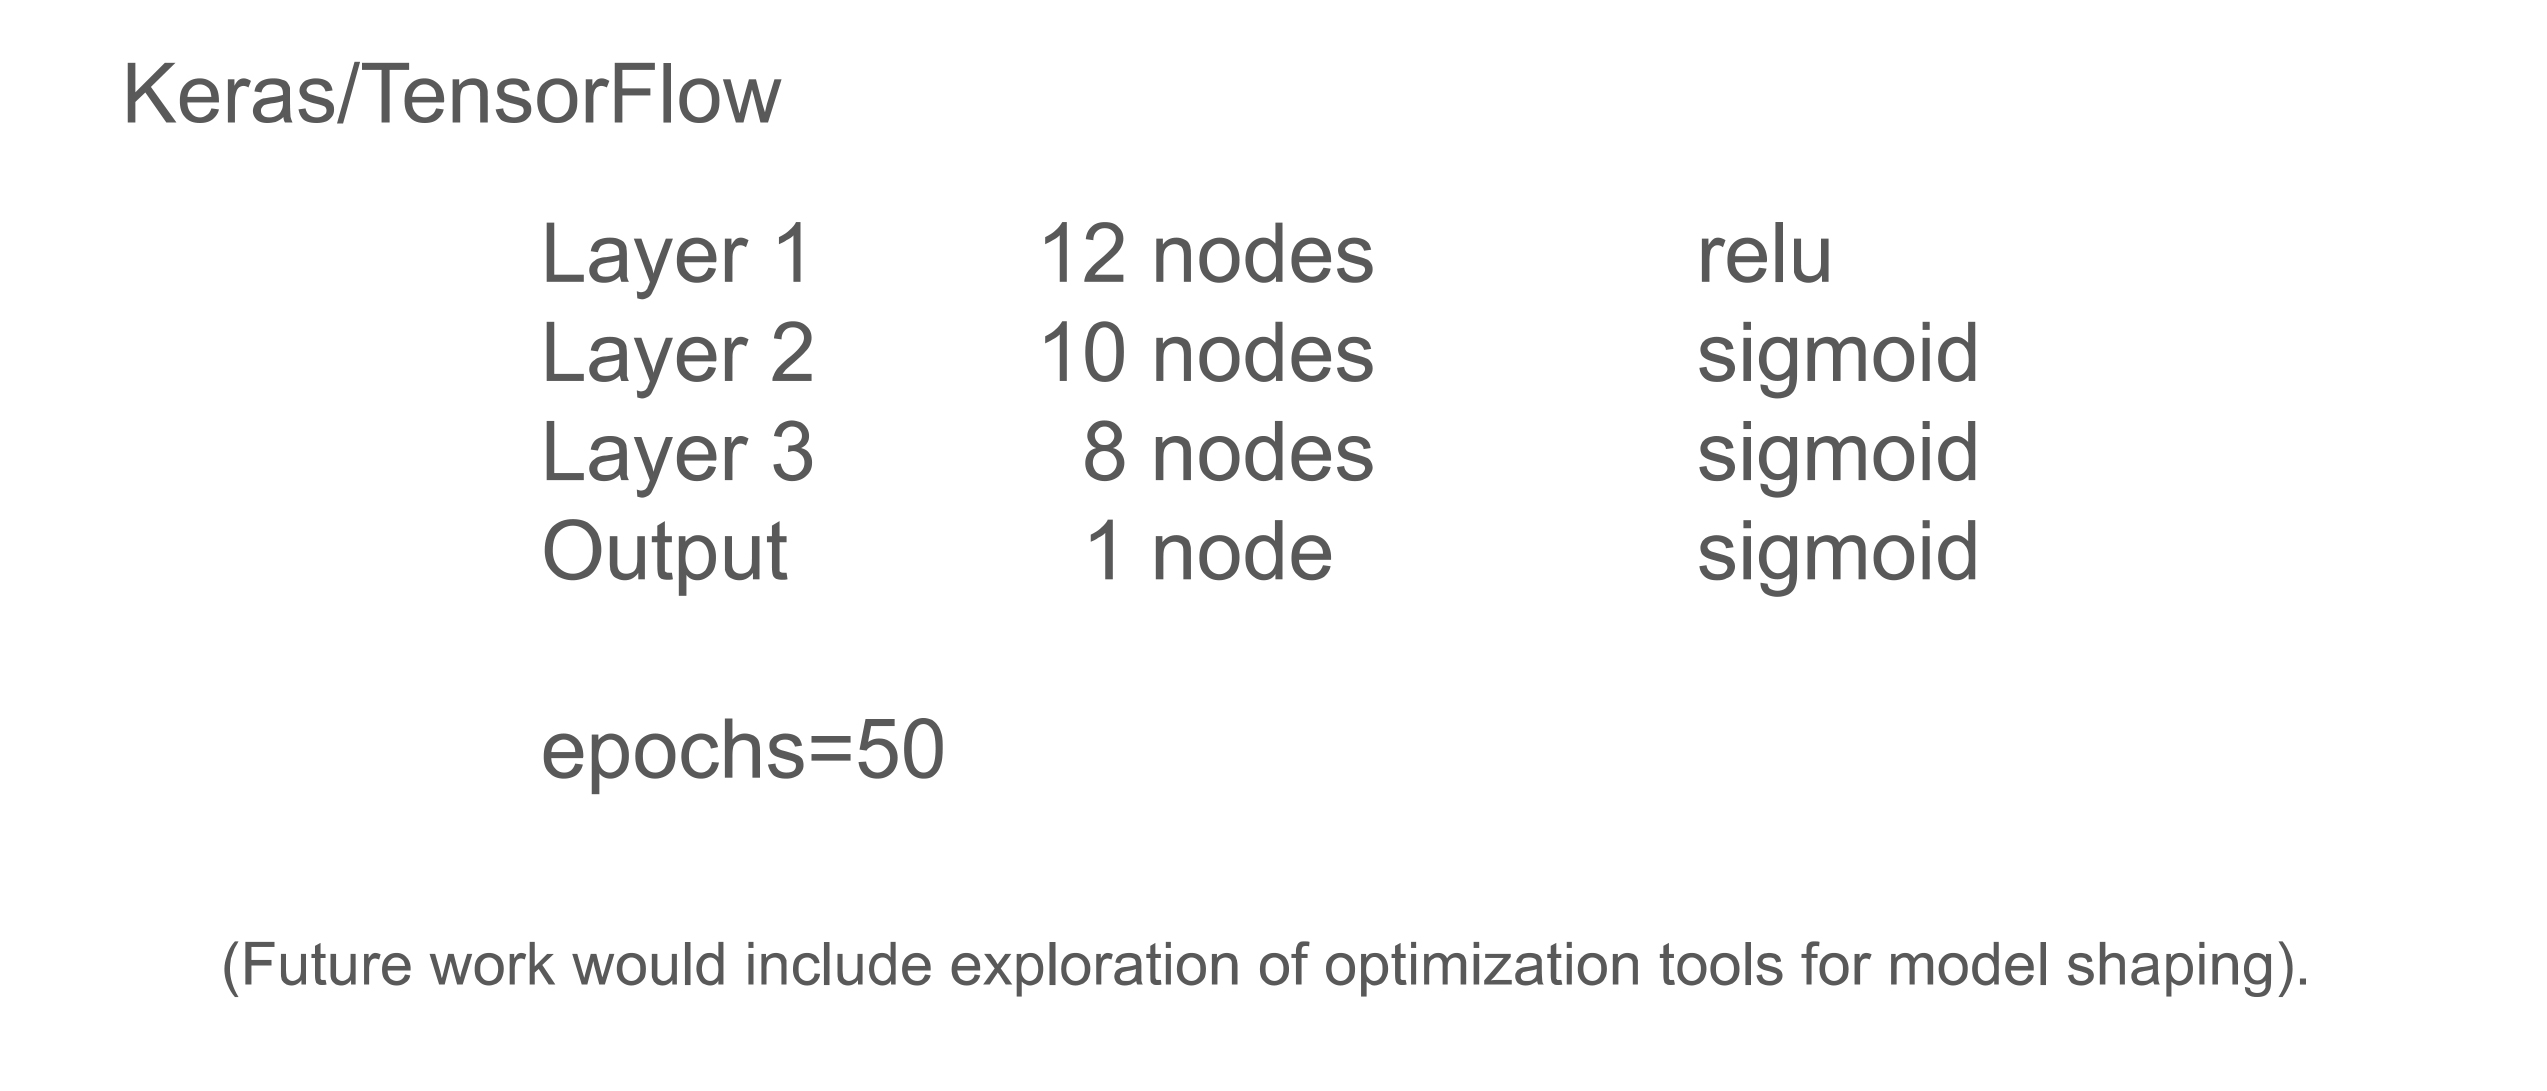 Keras/TensorFlow
Layer 1 12 nodes relu
Layer 2 10 nodes sigmoid
Layer 3 8 nodes sigmoid
Output 1 node sigmoid
epochs=50
(Future work would include exploration of optimization tools for model shaping).